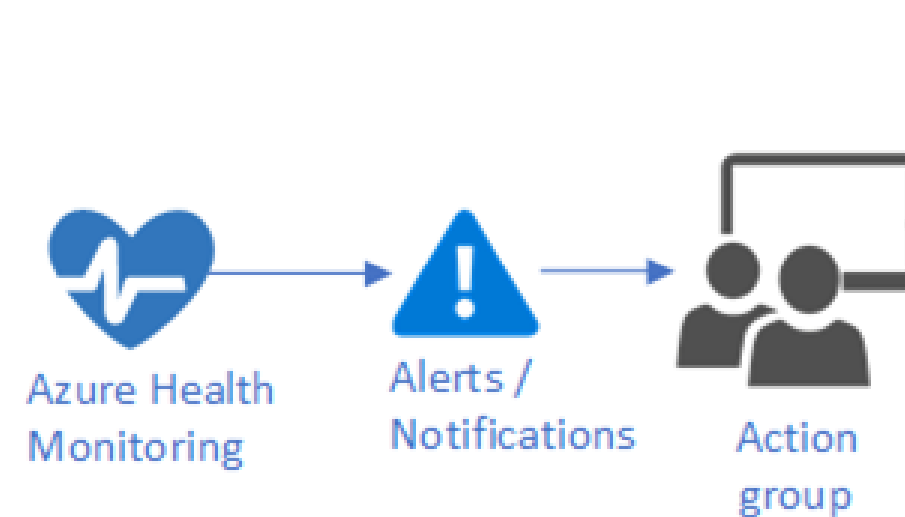 Azure Health
Monitoring
Alerts /
Notifications
Action
group